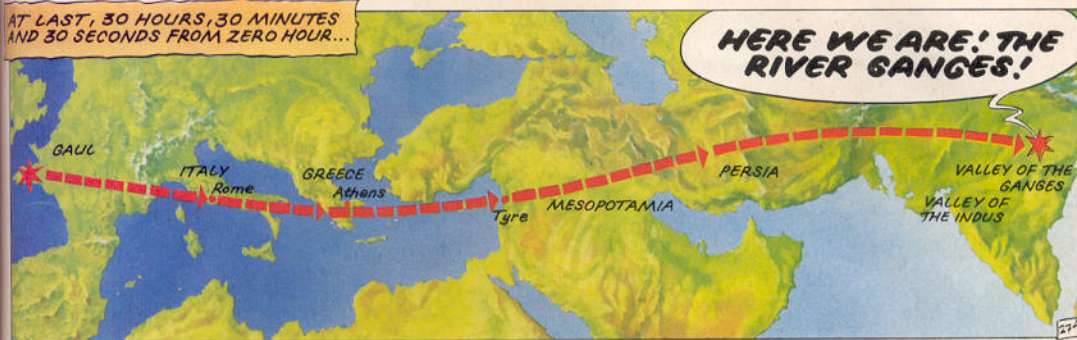 AT LAST, 30 HOURS, 30 MINUTES
AND 30 SECONDS FROM ZERO HOUR...
HERE WE ARE! THE
RIVER GANGES!
GAUL
ITALY
Rome
GREECE
Athens
Tyre
MESOPOTAMIA
PERSIA
VALLEY OF THE
GANGES
VALLEY OF
THE INDUS